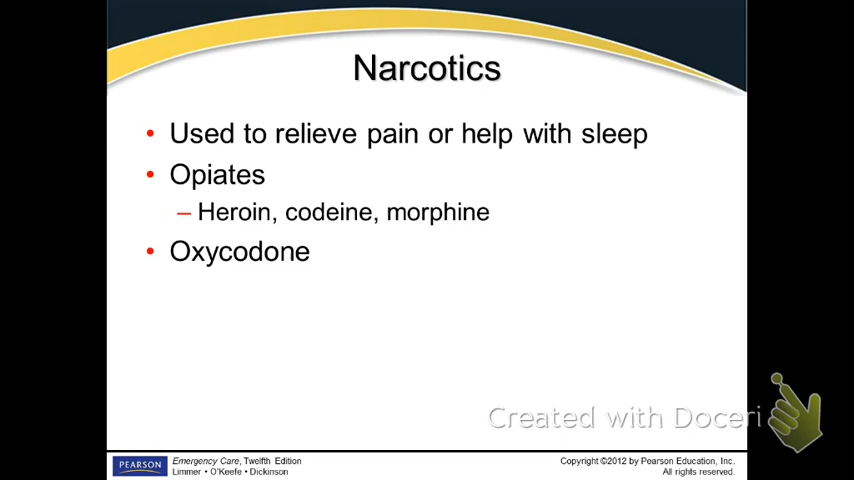 Narcotics
• Used to relieve pain or help with sleep
• Opiates
– Heroin, codeine, morphine
• Oxycodone
Created with Doceri
PEARSON
Emergency Care, Twelfth Edition
Limmer • O'Keefe • Dickinson
Copyright ©2012 by Pearson Education, Inc.
All rights reserved.